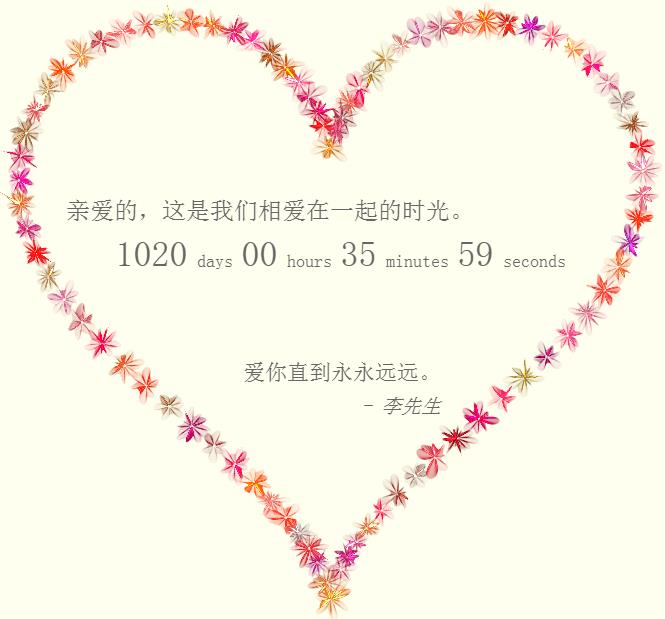 亲爱的，这是我们相爱在一起的时光。
1020 days 00 hours 35 minutes 59 seconds
爱你直到永永远远。
- 李先生